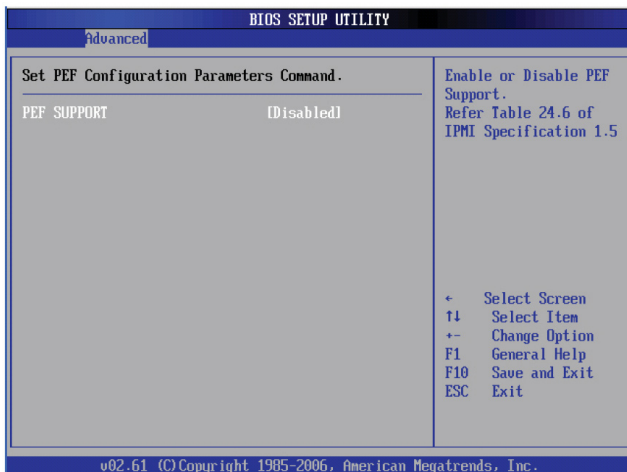 BIOS SETUP UTILITY
Advanced
Set PEF Configuration Parameters Command.
PEF SUPPORT [Disabled]
Enable or Disable PEF
Support.
Refer Table 24.6 of
IPMI Specification 1.5
← Select Screen
↑↓ Select Item
+- Change Option
F1 General Help
F10 Save and Exit
ESC Exit
v02.61 (C)Copyright 1985-2006, American Megatrends, Inc.